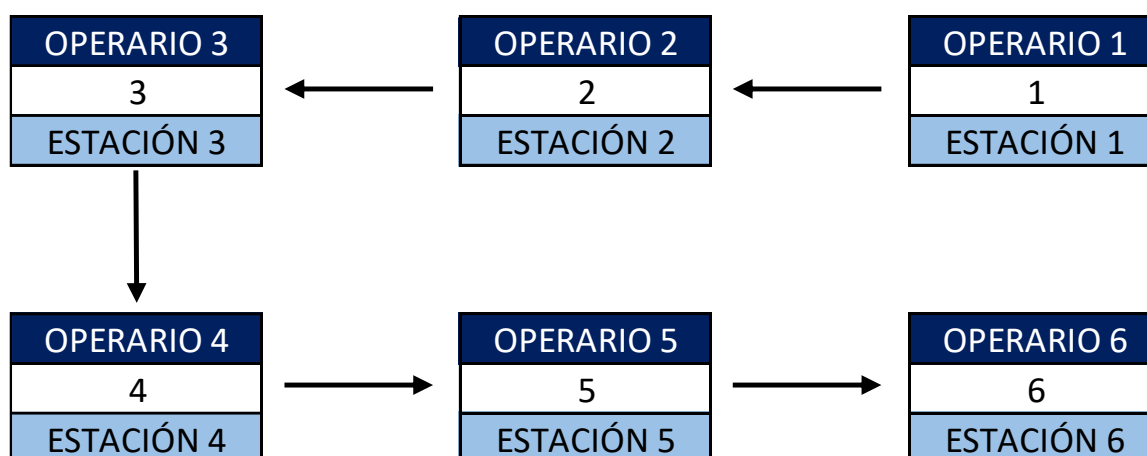 OPERARIO 3
3
ESTACIÓN 3
OPERARIO 2
2
ESTACIÓN 2
OPERARIO 1
1
ESTACIÓN 1
OPERARIO 4
4
ESTACIÓN 4
OPERARIO 5
5
ESTACIÓN 5
OPERARIO 6
6
ESTACIÓN 6